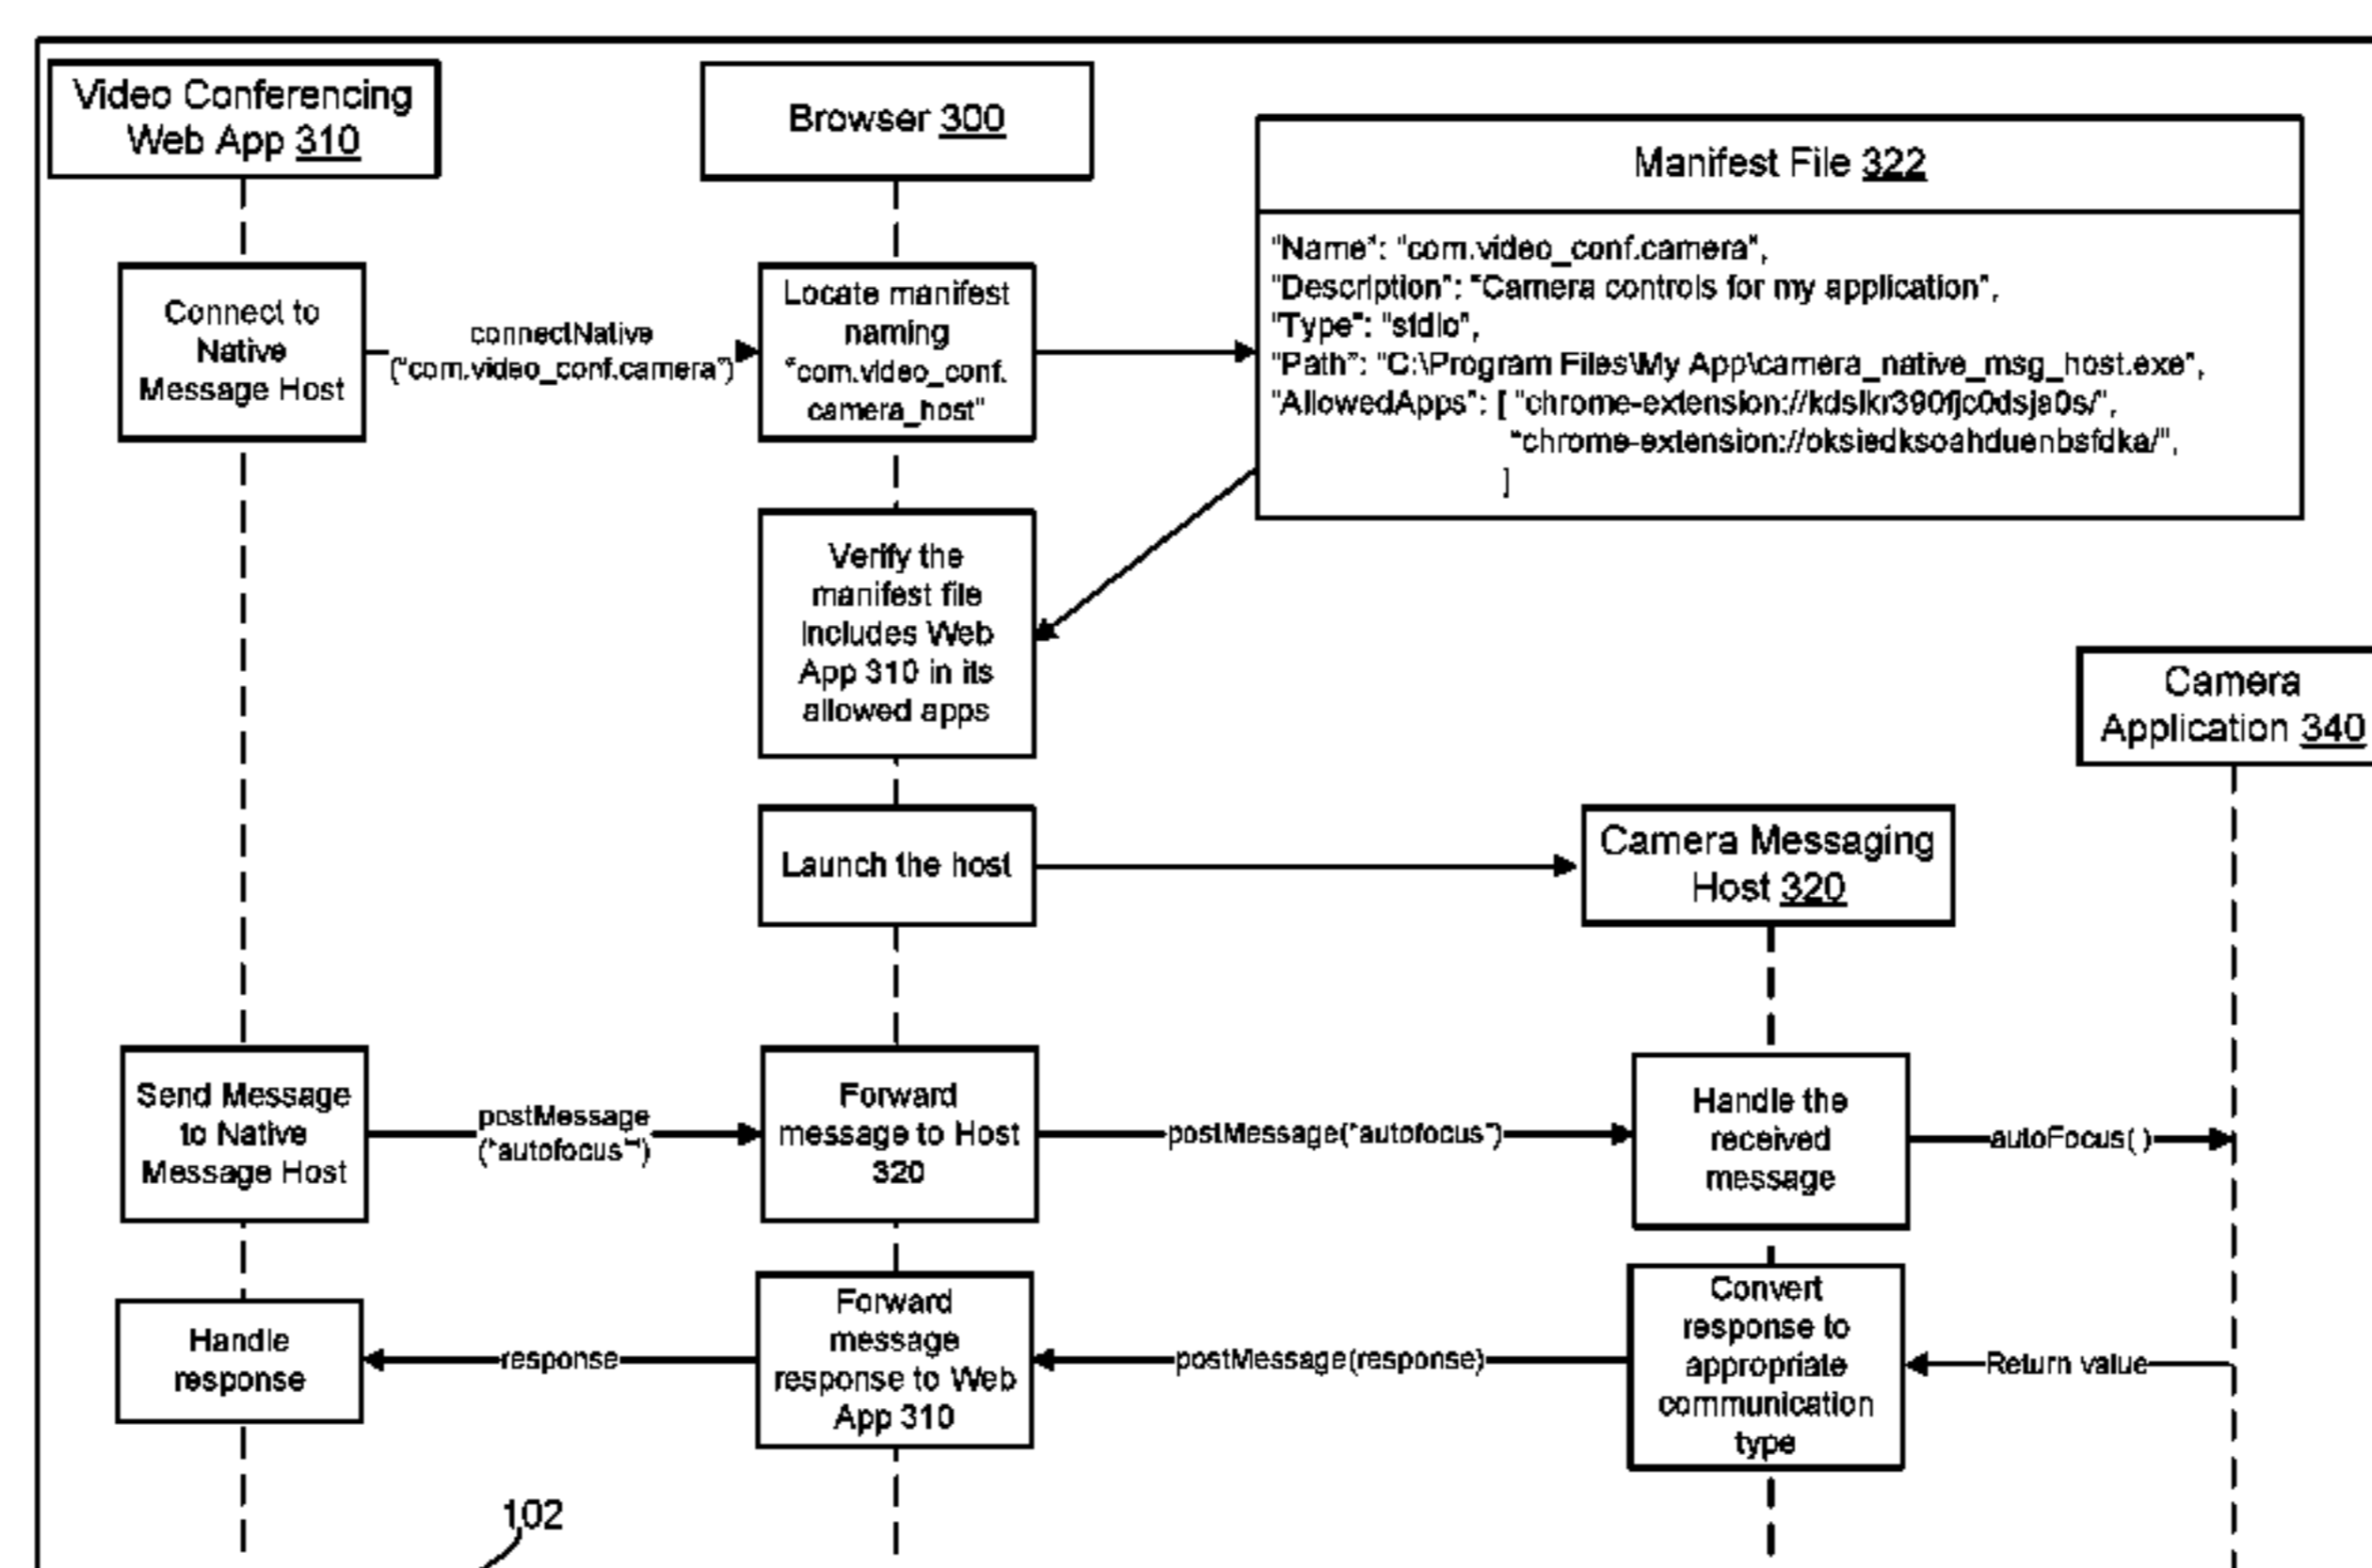 Video Conferencing
Web App 310
Browser 300
Manifest File 322
"Name": "com.video_conf.camera",
"Description": "Camera controls for my application",
"Type": "stdio",
"Path": "C:\Program Files\My App\camera_native_msg_host.exe",
"AllowedApps": [ "chrome-extension://kdslkr390fjc0dsjs0s/",
"chrome-extension://oksiedksoahduenbsfdka/",
]
Connect to
Native
Message Host
connectNative
("com.video_conf.camera")
Locate manifest
naming
"com.video_conf.
camera_host"
Verify the
manifest file
includes Web
App 310 in its
allowed apps
Camera
Application 340
Launch the host
Camera Messaging
Host 320
Send Message
to Native
Message Host
postMessage
("autofocus"")
Forward
message to Host
320
postMessage("autofocus")
Handle the
received
message
autoFocus( )
Handle
response
response
Forward
message
response to Web
App 310
postMessage(response)
Convert
response to
appropriate
communication
type
Return value
102